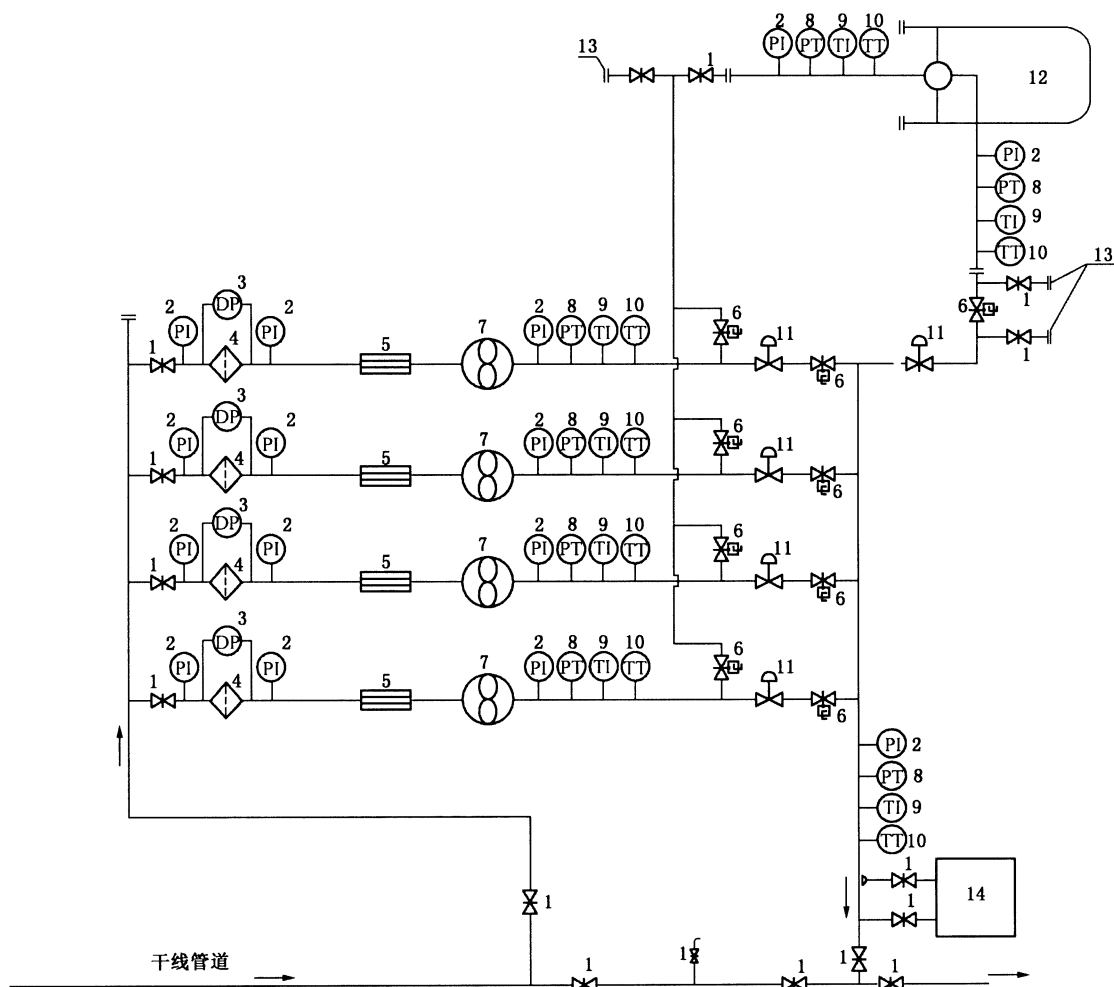 2 8 9 10
PI PT TI TT
13 1
12
PI 2
PT 8
TI 9
TT 10
13
1
6
11
1
3
DP
2 2
PI PI
1 4 5 7
2 8 9 10
PI PT TI TT
6
11
6
3
DP
2 2
PI PI
1 4 5 7
2 8 9 10
PI PT TI TT
6
11
6
3
DP
2 2
PI PI
1 4 5 7
2 8 9 10
PI PT TI TT
6
11
6
3
DP
2 2
PI PI
1 4 5 7
2 8 9 10
PI PT TI TT
6
11
6
PI 2
PT 8
TI 9
TT 10
1
1
14
1
干线管道
1
1
1
1
1